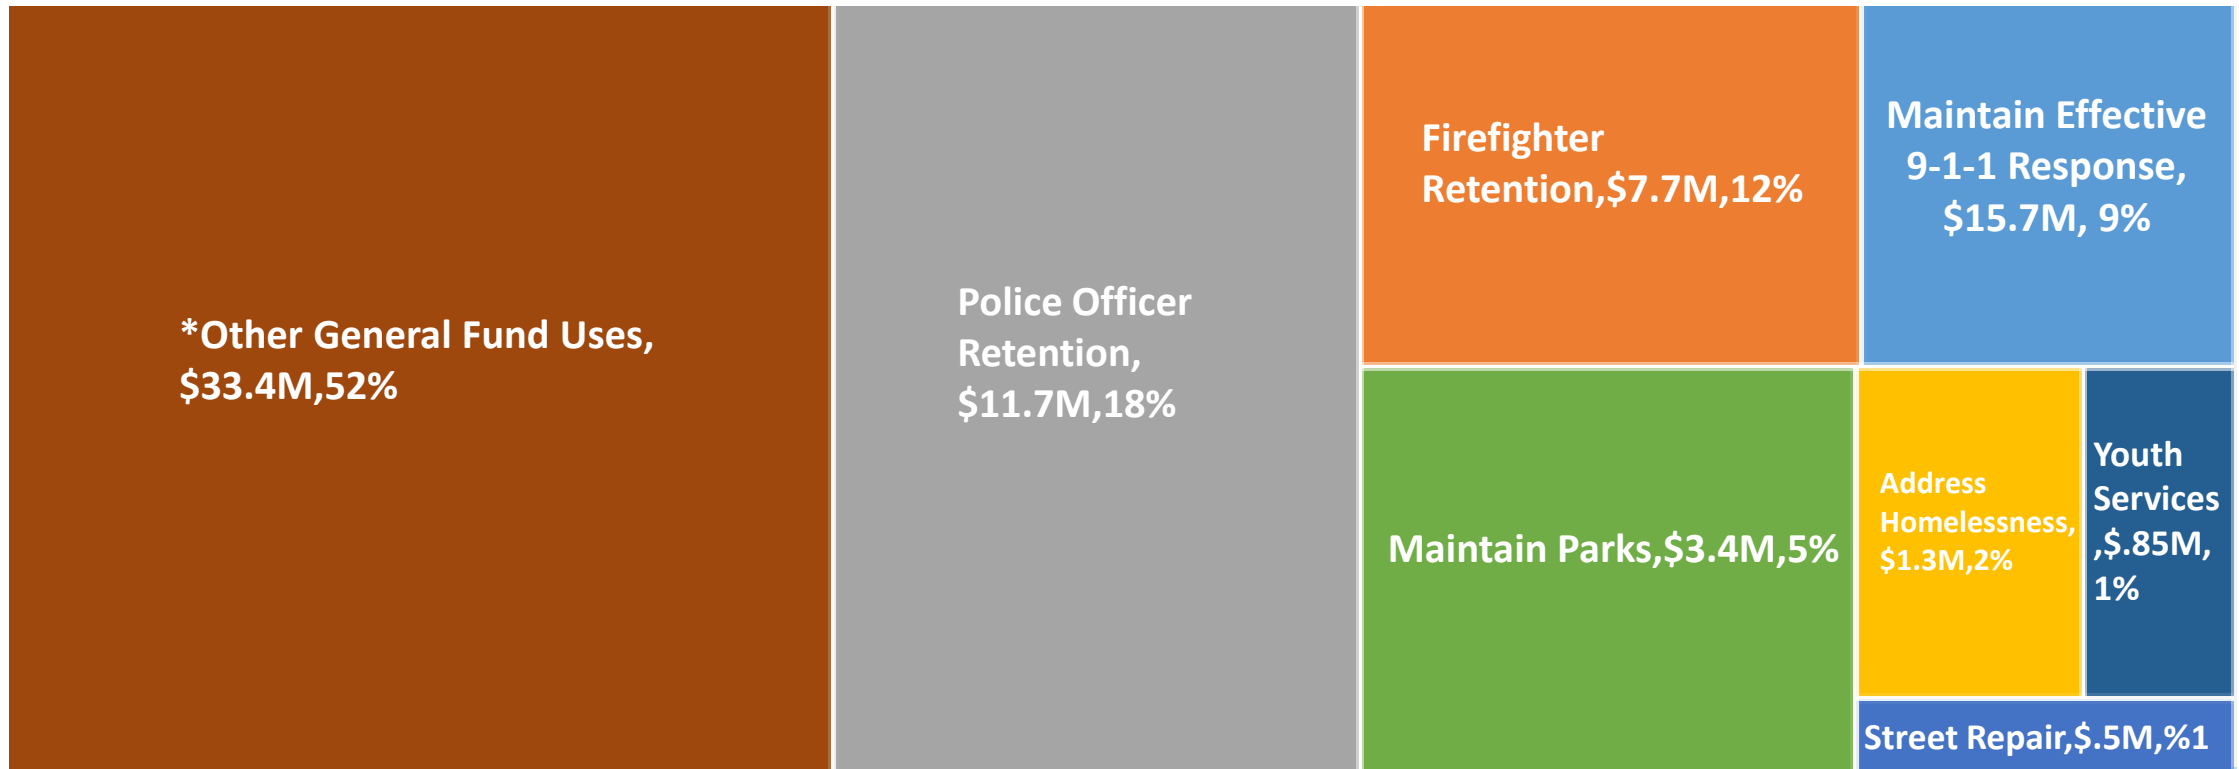 *Other General Fund Uses,
$33.4M,52%
Police Officer
Retention,
$11.7M,18%
Firefighter
Retention,$7.7M,12%
Maintain Effective
9-1-1 Response,
$15.7M, 9%
Maintain Parks,$3.4M,5%
Address
Homelessness,
$1.3M,2%
Youth
Services
,$.85M,
1%
Street Repair,$.5M,%1